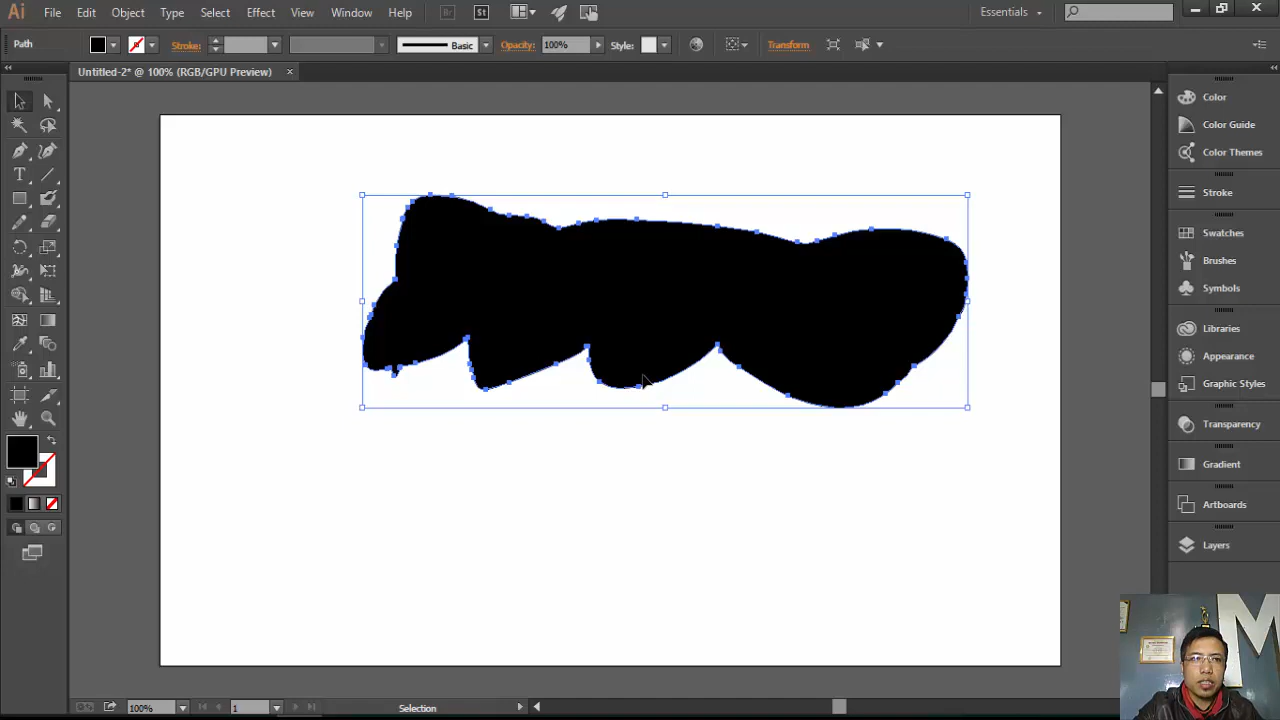 Ai File Edit Object Type Select Effect View Window Help Br St Essentials
Path Stroke: Basic Opacity: 100% Style: Transform
Untitled-2* @ 100% (RGB/GPU Preview) ×
Color
Color Guide
Color Themes
Stroke
Swatches
Brushes
Symbols
Libraries
Appearance
Graphic Styles
Transparency
Gradient
Artboards
Layers
M
100% 1 Selection